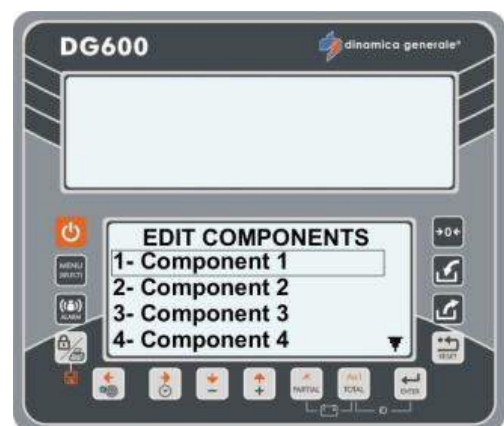 DG600
dinamica generale®
EDIT COMPONENTS
1- Component 1
2- Component 2
3- Component 3
4- Component 4
MENU
ALARM
RESET
PARTIAL
TOTAL
ENTER